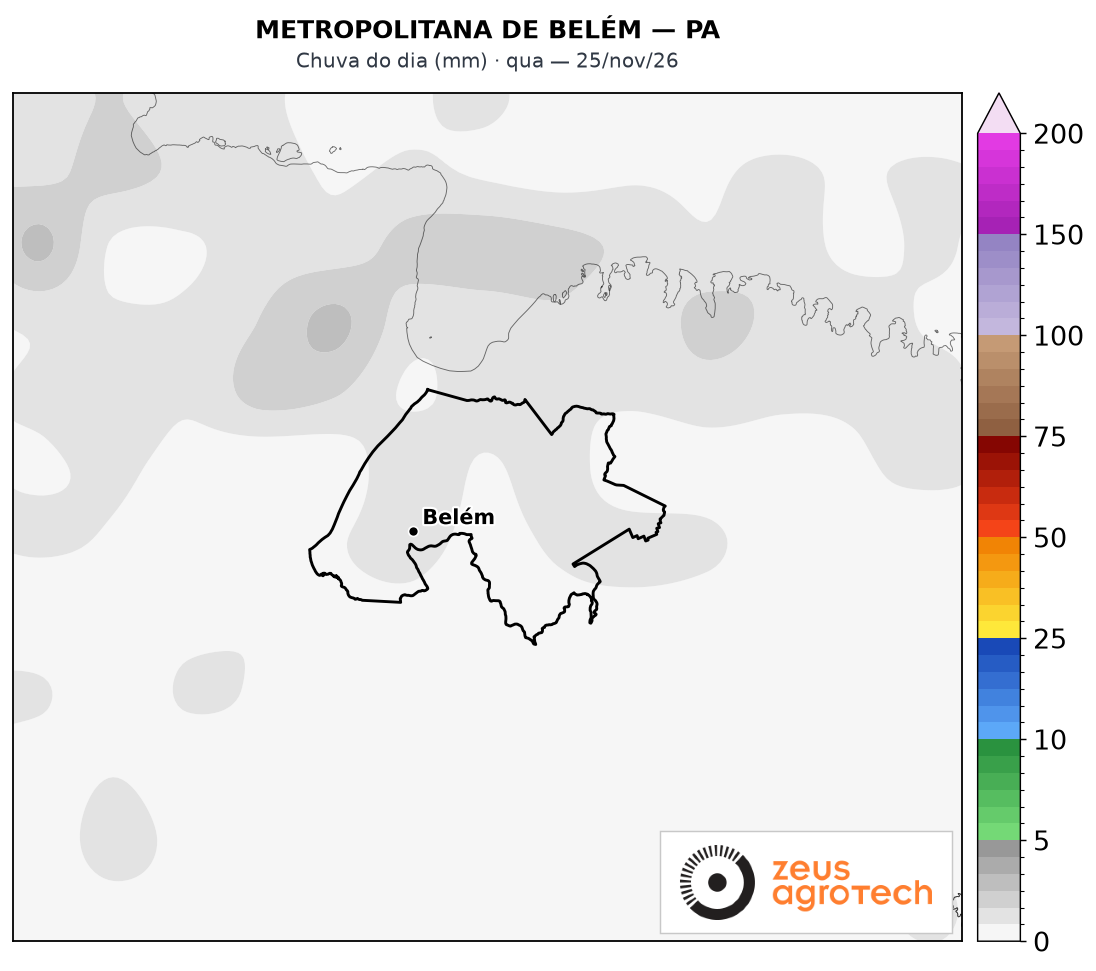 METROPOLITANA DE BELÉM — PA
Chuva do dia (mm) · qua — 25/nov/26
200
150
100
75
50
25
10
5
0
Belém
zeus
agrotech